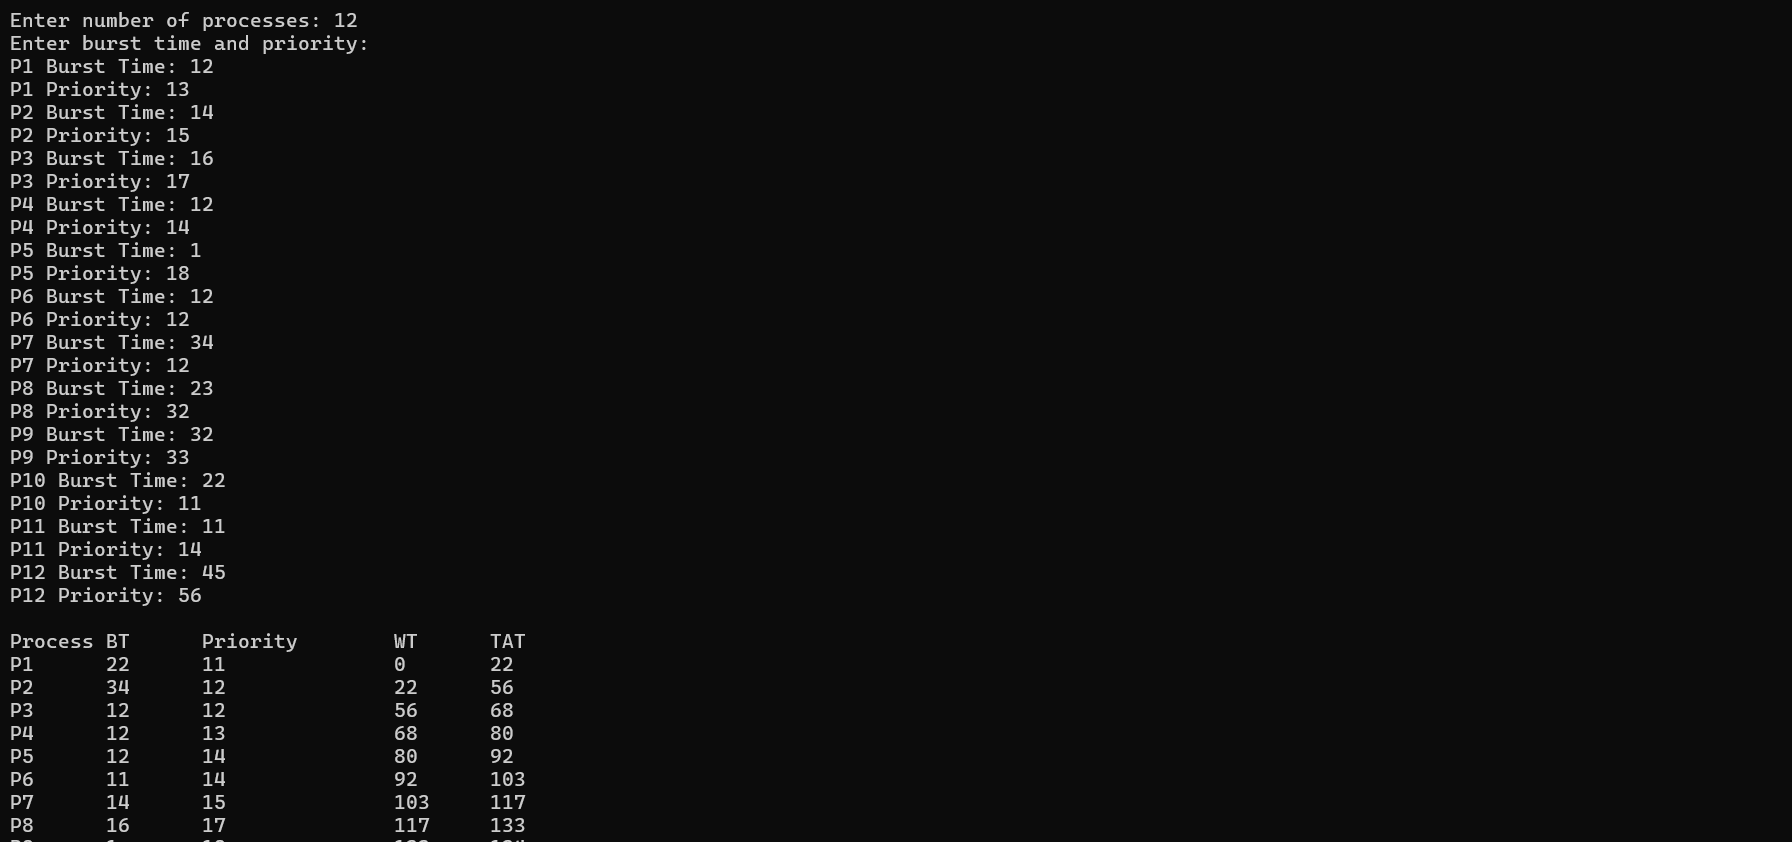 Enter number of processes: 12
Enter burst time and priority:
P1 Burst Time: 12
P1 Priority: 13
P2 Burst Time: 14
P2 Priority: 15
P3 Burst Time: 16
P3 Priority: 17
P4 Burst Time: 12
P4 Priority: 14
P5 Burst Time: 1
P5 Priority: 18
P6 Burst Time: 12
P6 Priority: 12
P7 Burst Time: 34
P7 Priority: 12
P8 Burst Time: 23
P8 Priority: 32
P9 Burst Time: 32
P9 Priority: 33
P10 Burst Time: 22
P10 Priority: 11
P11 Burst Time: 11
P11 Priority: 14
P12 Burst Time: 45
P12 Priority: 56
Process BT Priority WT TAT
P1 22 11 0 22
P2 34 12 22 56
P3 12 12 56 68
P4 12 13 68 80
P5 12 14 80 92
P6 11 14 92 103
P7 14 15 103 117
P8 16 17 117 133